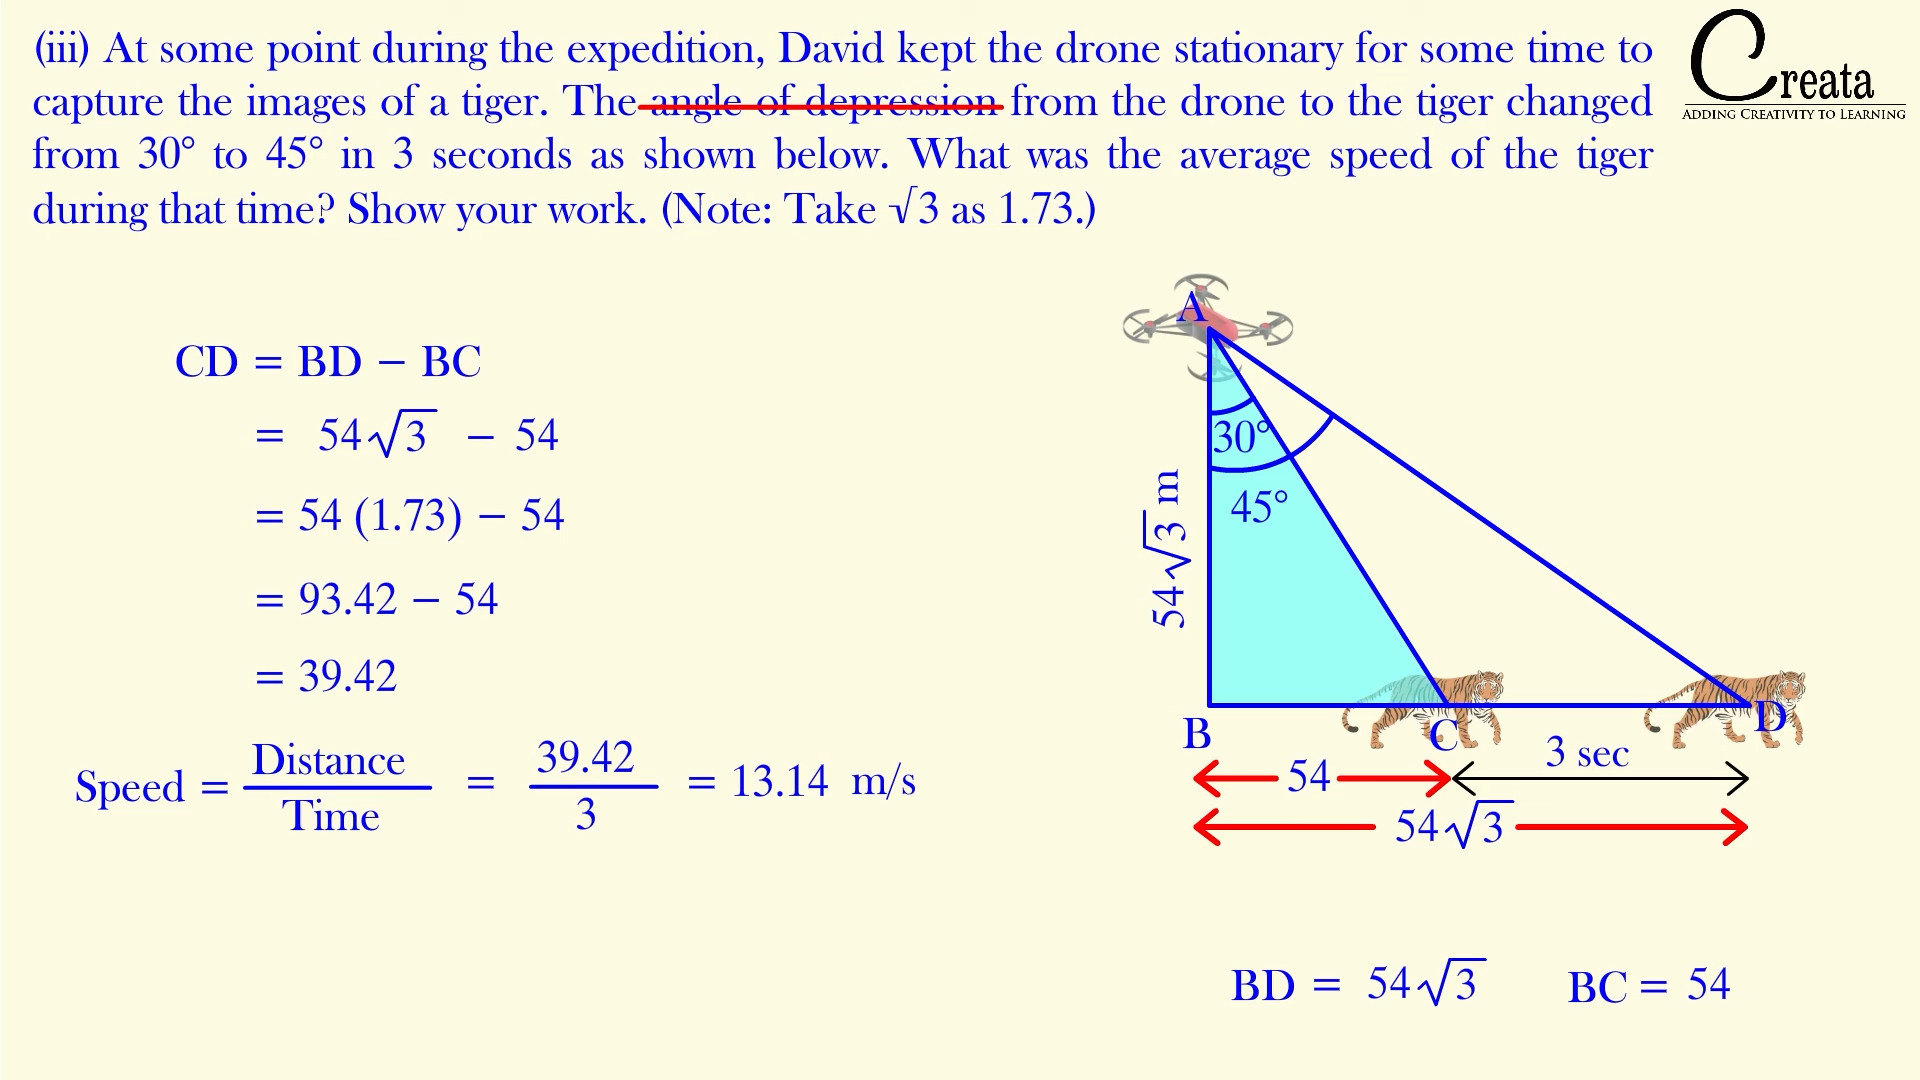 (iii) At some point during the expedition, David kept the drone stationary for some time to
capture the images of a tiger. The angle of depression from the drone to the tiger changed
from 30° to 45° in 3 seconds as shown below. What was the average speed of the tiger
during that time? Show your work. (Note: Take √3 as 1.73.)
Creata
ADDING CREATIVITY TO LEARNING
CD = BD − BC
= 54√3 − 54
= 54 (1.73) − 54
= 93.42 − 54
= 39.42
Speed = Distance / Time = 39.42 / 3 = 13.14 m/s
A
30°
45°
54√3 m
B
C
D
3 sec
54
54√3
BD = 54√3 BC = 54